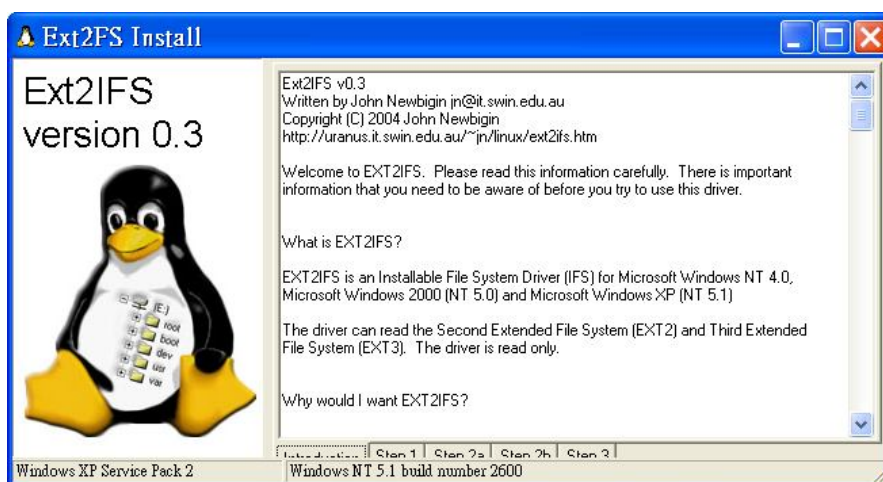 Ext2FS Install
Ext2IFS
version 0.3
(E:)
root
boot
dev
usr
var
Ext2IFS v0.3
Written by John Newbigin jn@it.swin.edu.au
Copyright (C) 2004 John Newbigin
http://uranus.it.swin.edu.au/~jn/linux/ext2ifs.htm
Welcome to EXT2IFS.  Please read this information carefully.  There is important
information that you need to be aware of before you try to use this driver.
What is EXT2IFS?
EXT2IFS is an Installable File System Driver (IFS) for Microsoft Windows NT 4.0,
Microsoft Windows 2000 (NT 5.0) and Microsoft Windows XP (NT 5.1)
The driver can read the Second Extended File System (EXT2) and Third Extended
File System (EXT3).  The driver is read only.
Why would I want EXT2IFS?
Introduction Step 1 Step 2a Step 2b Step 3
Windows XP Service Pack 2 Windows NT 5.1 build number 2600